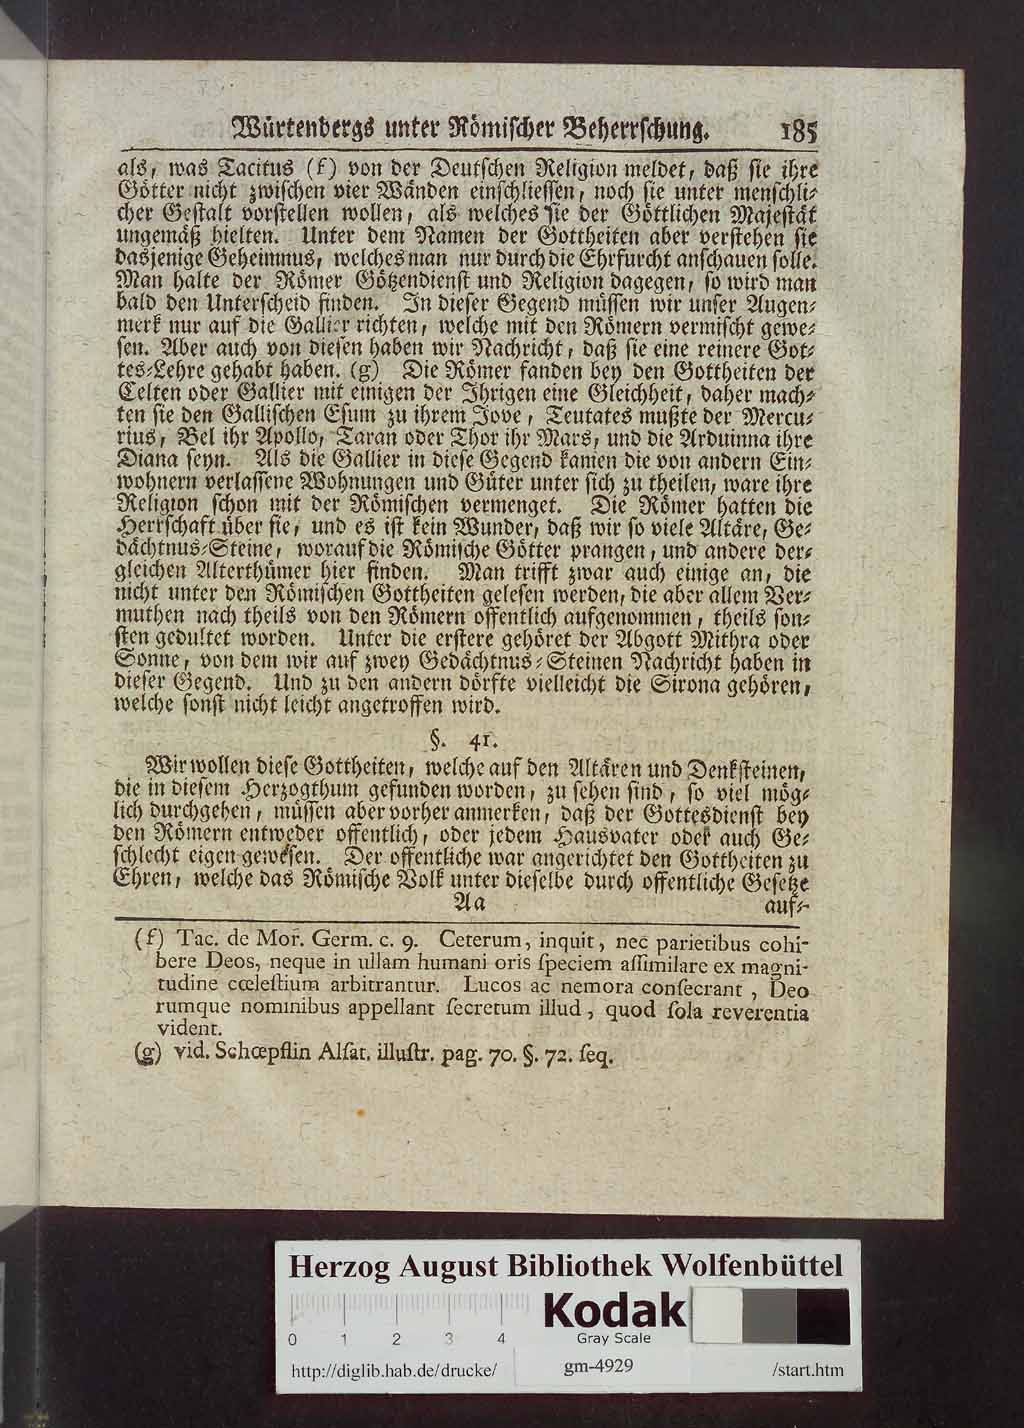 Würtenbergs unter Römischer Beherrschung. 185
als, was Tacitus (f) von der Deutschen Religion meldet, daß sie ihre
Götter nicht zwischen vier Wänden einschliessen, noch sie unter menschli-
cher Gestalt vorstellen wollen, als welches sie der Göttlichen Majestät
ungemäß hielten. Unter dem Namen der Gottheiten aber verstehen sie
dasjenige Geheimnus, welches man nur durch die Ehrfurcht anschauen solle.
Man halte der Römer Götzendienst und Religion dagegen, so wird man
bald den Unterscheid finden. In dieser Gegend müssen wir unser Augen-
merk nur auf die Gallier richten, welche mit den Römern vermischt gewe-
sen. Aber auch von diesen haben wir Nachricht, daß sie eine reinere Got-
tes-Lehre gehabt haben. (g) Die Römer fanden bey den Gottheiten der
Celten oder Gallier mit einigen der Ihrigen eine Gleichheit, daher mach-
ten sie den Gallischen Esum zu ihrem Jove, Teutates mußte der Mercu-
rius, Bel ihr Apollo, Taran oder Thor ihr Mars, und die Arduinna ihre
Diana seyn. Als die Gallier in diese Gegend kamen die von andern Ein-
wohnern verlassene Wohnungen und Güter unter sich zu theilen, ware ihre
Religion schon mit der Römischen vermenget. Die Römer hatten die
Herrschaft über sie, und es ist kein Wunder, daß wir so viele Altäre, Ge-
dächtnus-Steine, worauf die Römische Götter prangen, und andere der-
gleichen Alterthümer hier finden. Man trifft zwar auch einige an, die
nicht unter den Römischen Gottheiten gelesen werden, die aber allem Ver-
muthen nach theils von den Römern offentlich aufgenommen, theils son-
sten gedultet worden. Unter die erstere gehöret der Abgott Mithra oder
Sonne, von dem wir auf zwey Gedächtnus-Steinen Nachricht haben in
dieser Gegend. Und zu den andern dörfte vielleicht die Sirona gehören,
welche sonst nicht leicht angetroffen wird.
§. 41.
Wir wollen diese Gottheiten, welche auf den Altären und Denksteinen,
die in diesem Herzogthum gefunden worden, zu sehen sind, so viel mög-
lich durchgehen, müssen aber vorher anmerken, daß der Gottesdienst bey
den Römern entweder offentlich, oder jedem Hausvater oder auch Ge-
schlecht eigen gewesen. Der offentliche war angerichtet den Gottheiten zu
Ehren, welche das Römische Volk unter dieselbe durch offentliche Gesetze
Aa auf-
(f) Tac. de Mor. Germ. c. 9. Ceterum, inquit, nec parietibus cohi-
bere Deos, neque in ullam humani oris ſpeciem aſſimilare ex magni-
tudine cœleſtium arbitrantur. Lucos ac nemora conſecrant, Deo
rumque nominibus appellant ſecretum illud, quod ſola reverentia
vident.
(g) vid. Schœpflin Alſat. illuſtr. pag. 70. §. 72. ſeq.
Herzog August Bibliothek Wolfenbüttel
0 1 2 3 4
Kodak
Gray Scale
http://diglib.hab.de/drucke/ gm-4929 /start.htm